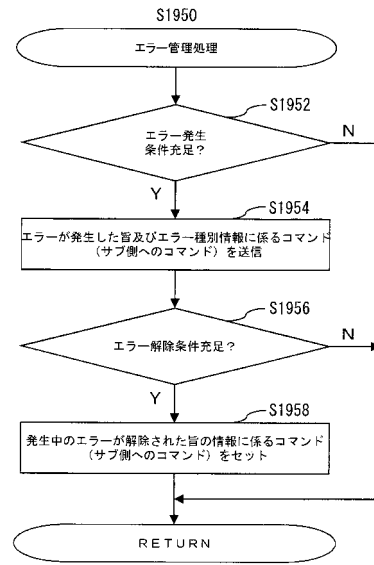 S1950
エラー管理処理
S1952
エラー発生
条件充足？
N
Y
S1954
エラーが発生した旨及びエラー種別情報に係るコマンド
（サブ側へのコマンド）を送信
S1956
エラー解除条件充足？
N
Y
S1958
発生中のエラーが解除された旨の情報に係るコマンド
（サブ側へのコマンド）をセット
RETURN